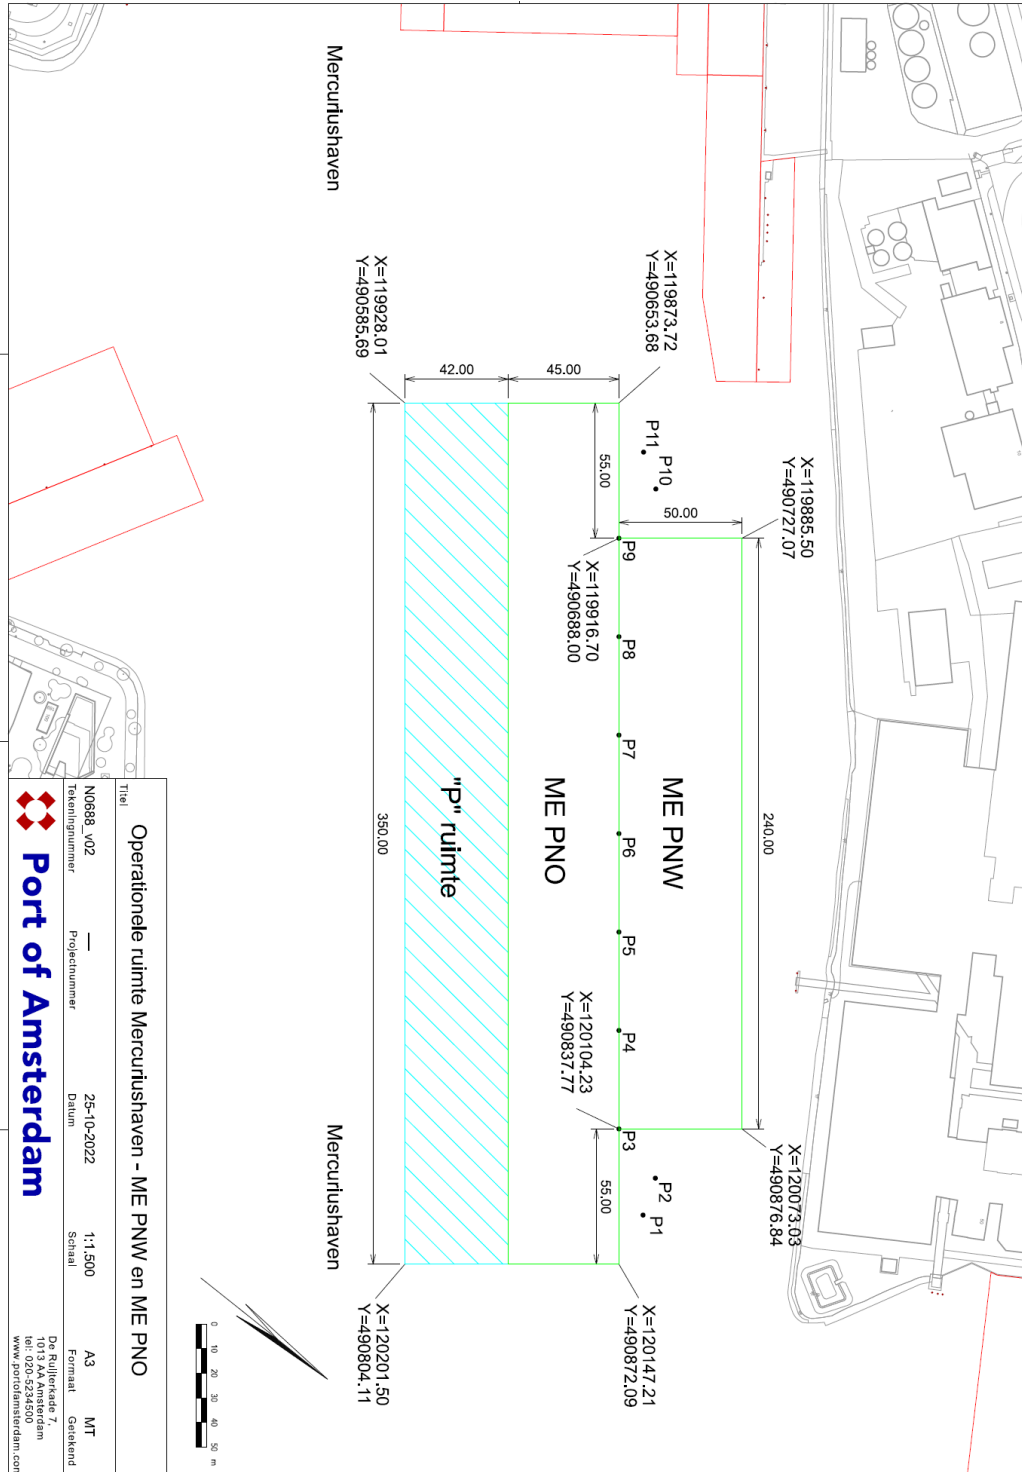 Mercuriushaven
X=119928.01
Y=490585.69
X=119873.72
Y=490653.68
X=119885.50
Y=490727.07
42.00
45.00
55.00
50.00
P11
P10
P9
X=119916.70
Y=490688.00
P8
P7
P6
P5
P4
P3
P2
P1
ME PNW
ME PNO
"P" ruimte
240.00
350.00
X=120104.23
Y=490837.77
55.00
X=120073.03
Y=490876.84
X=120147.21
Y=490872.09
X=120201.50
Y=490804.11
Mercuriushaven
0 10 20 30 40 50 m
Titel
Operationele ruimte Mercuriushaven - ME PNW en ME PNO
N0688_v02
Tekeningnummer
—
Projectnummer
25-10-2022
Datum
1:1.500
Schaal
A3
Formaat
MT
Getekend
Port of Amsterdam
De Ruijterkade 7,
1013 AA Amsterdam
tel: 020-5234500
www.portofamsterdam.com